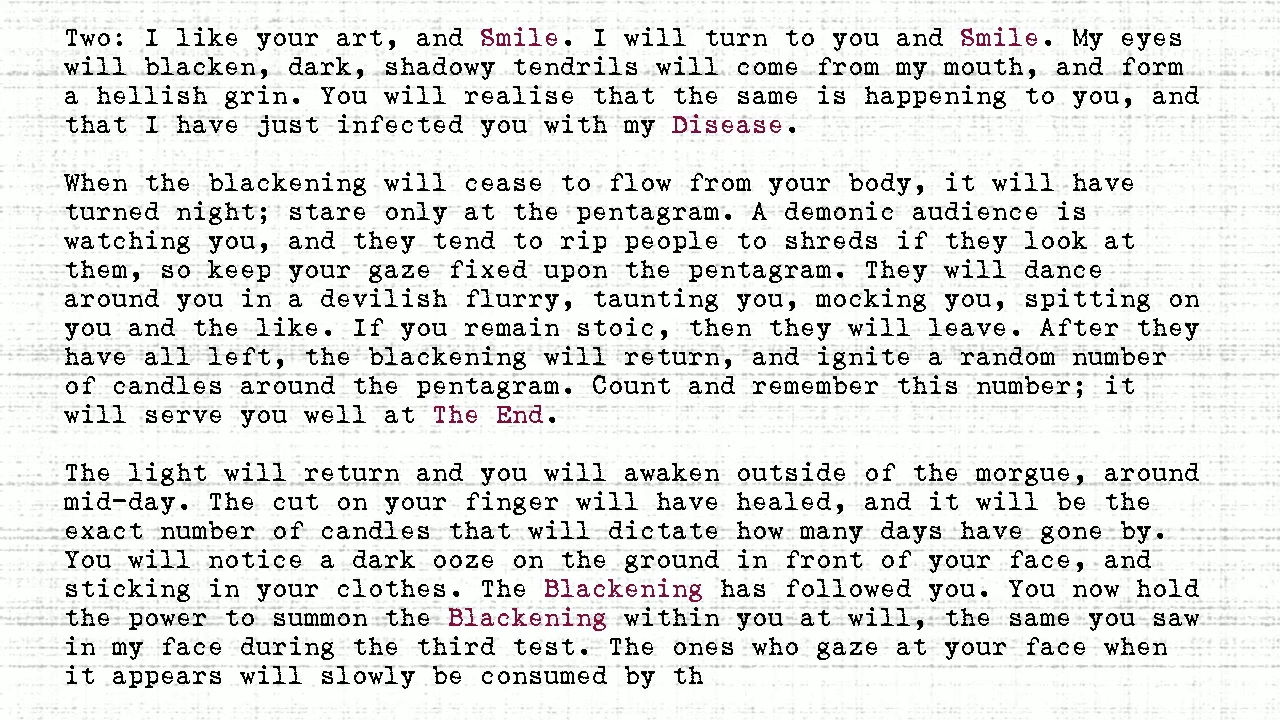 Two: I like your art, and Smile. I will turn to you and Smile. My eyes
will blacken, dark, shadowy tendrils will come from my mouth, and form
a hellish grin. You will realise that the same is happening to you, and
that I have just infected you with my Disease.
When the blackening will cease to flow from your body, it will have
turned night; stare only at the pentagram. A demonic audience is
watching you, and they tend to rip people to shreds if they look at
them, so keep your gaze fixed upon the pentagram. They will dance
around you in a devilish flurry, taunting you, mocking you, spitting on
you and the like. If you remain stoic, then they will leave. After they
have all left, the blackening will return, and ignite a random number
of candles around the pentagram. Count and remember this number; it
will serve you well at The End.
The light will return and you will awaken outside of the morgue, around
mid-day. The cut on your finger will have healed, and it will be the
exact number of candles that will dictate how many days have gone by.
You will notice a dark ooze on the ground in front of your face, and
sticking in your clothes. The Blackening has followed you. You now hold
the power to summon the Blackening within you at will, the same you saw
in my face during the third test. The ones who gaze at your face when
it appears will slowly be consumed by th